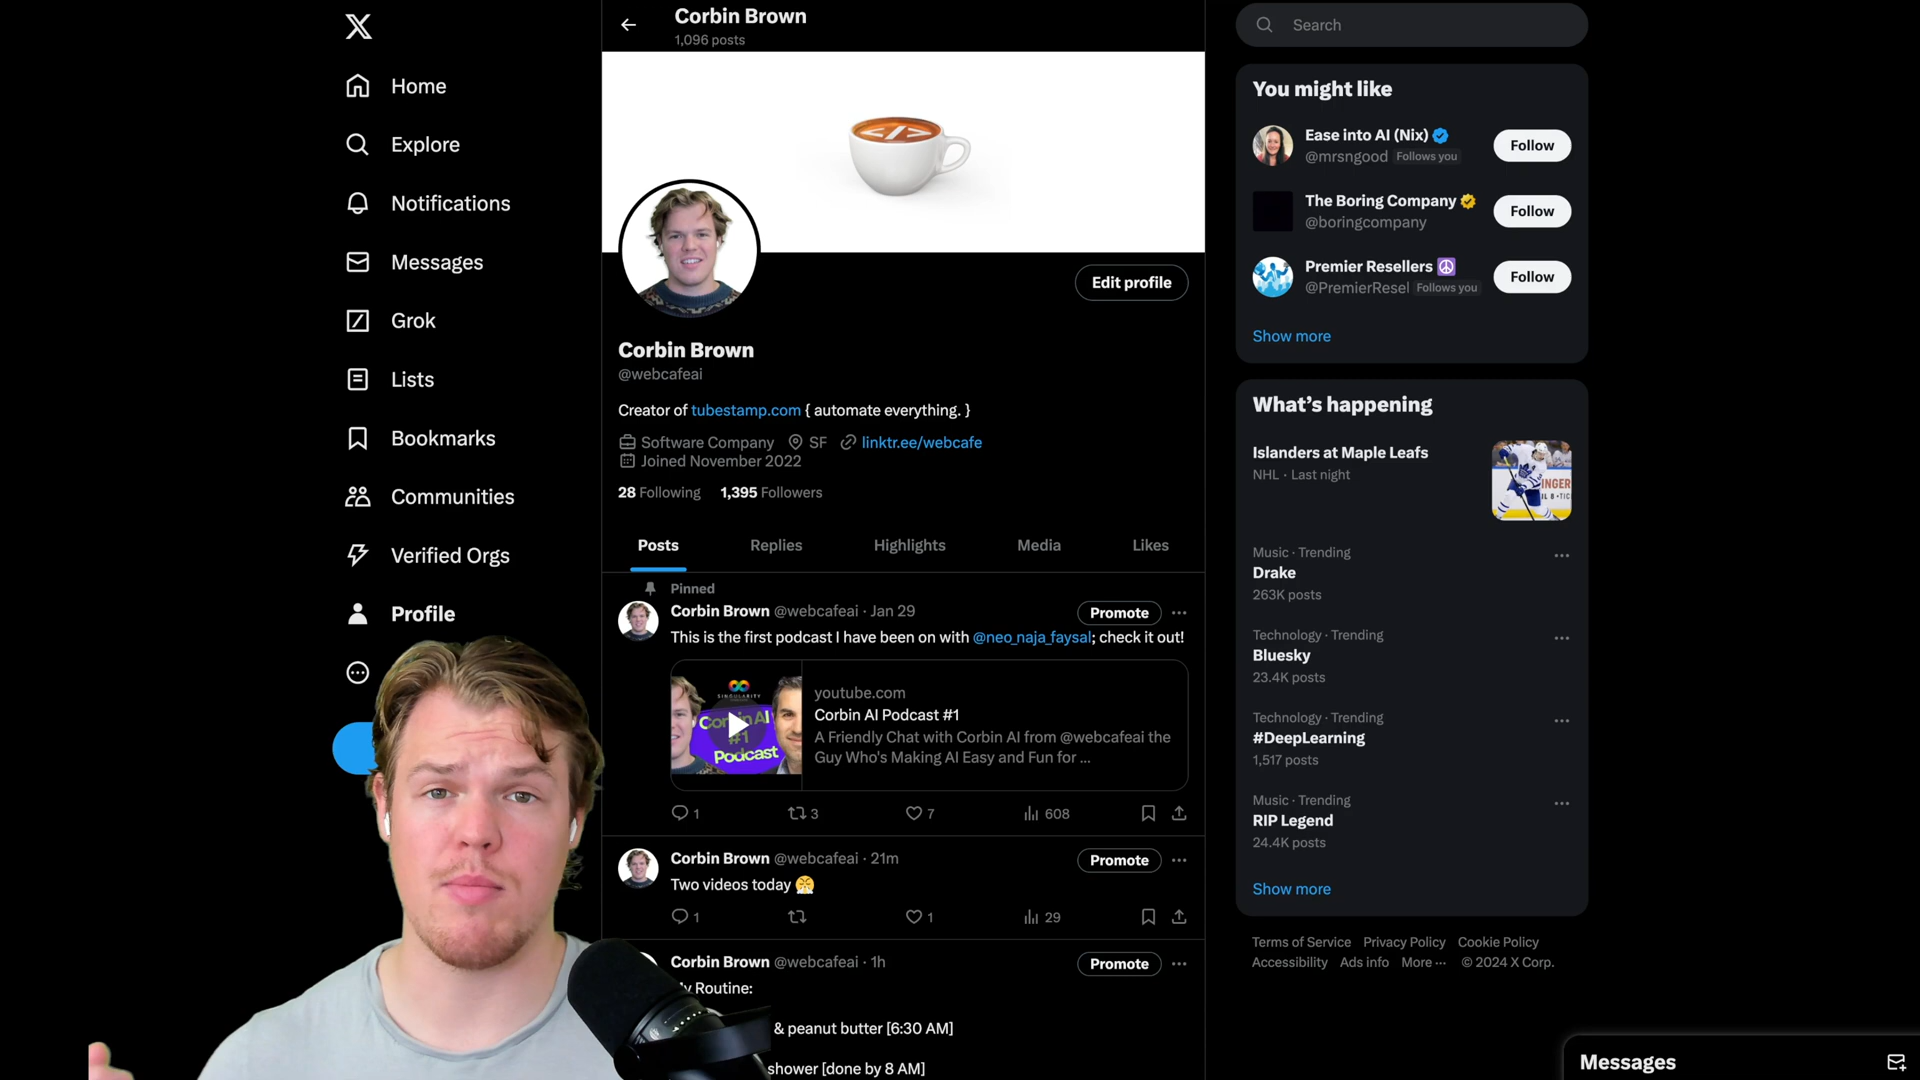 Home
Explore
Notifications
Messages
Grok
Lists
Bookmarks
Communities
Verified Orgs
Profile
Corbin Brown
1,096 posts
</>
Edit profile
Corbin Brown
@webcafeai
Creator of tubestamp.com { automate everything. }
Software Company SF linktr.ee/webcafe
Joined November 2022
28 Following 1,395 Followers
Posts Replies Highlights Media Likes
Pinned
Corbin Brown @webcafeai · Jan 29
Promote
This is the first podcast I have been on with @neo_naja_faysal; check it out!
SINGULARITY
Corbin AI
#1
Podcast
youtube.com
Corbin AI Podcast #1
A Friendly Chat with Corbin AI from @webcafeai the
Guy Who's Making AI Easy and Fun for ...
1 3 7 608
Corbin Brown @webcafeai · 21m
Promote
Two videos today 😤
1 1 29
Corbin Brown @webcafeai · 1h
Promote
Routine:
& peanut butter [6:30 AM]
shower [done by 8 AM]
Search
You might like
Ease into AI (Nix)
@mrsngood Follows you
Follow
The Boring Company
@boringcompany
Follow
Premier Resellers
@PremierResel Follows you
Follow
Show more
What's happening
Islanders at Maple Leafs
NHL · Last night
Music · Trending
Drake
263K posts
Technology · Trending
Bluesky
23.4K posts
Technology · Trending
#DeepLearning
1,517 posts
Music · Trending
RIP Legend
24.4K posts
Show more
Terms of Service Privacy Policy Cookie Policy
Accessibility Ads info More ··· © 2024 X Corp.
Messages